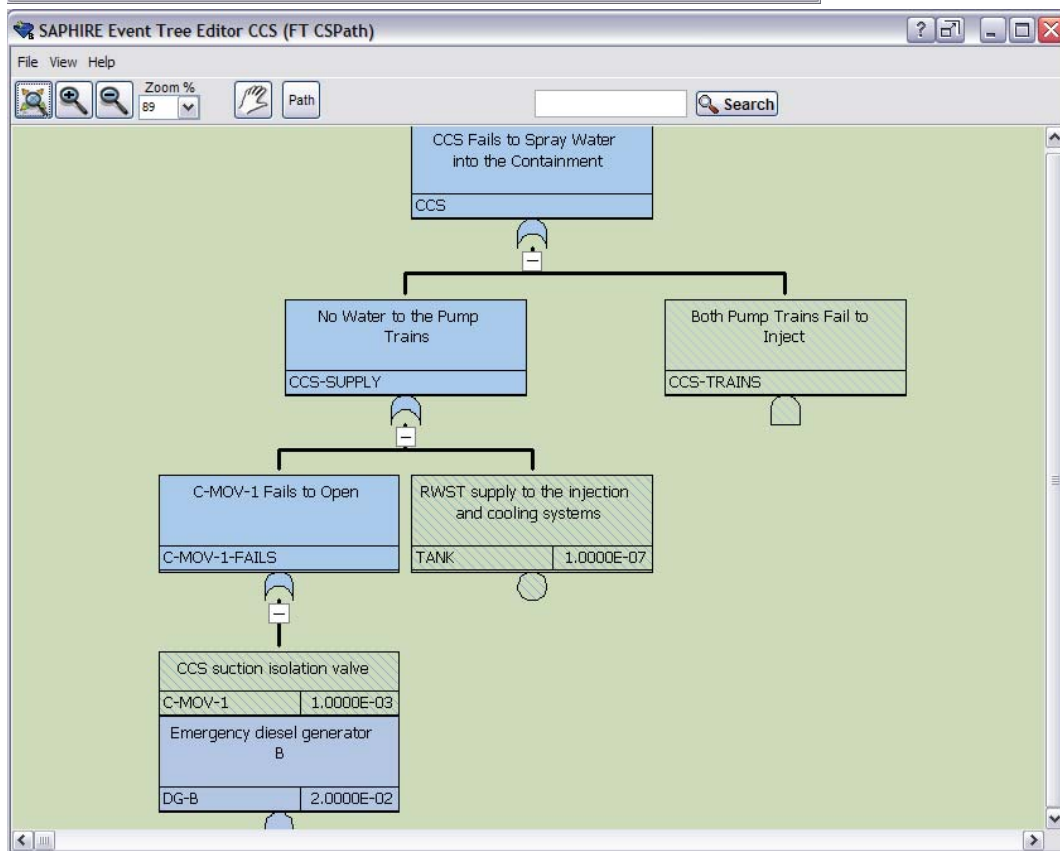 SAPHIRE Event Tree Editor CCS (FT CSPath)
File View Help
Zoom %
89
Path
Search
CCS Fails to Spray Water
into the Containment
CCS
No Water to the Pump
Trains
CCS-SUPPLY
Both Pump Trains Fail to
Inject
CCS-TRAINS
C-MOV-1 Fails to Open
C-MOV-1-FAILS
RWST supply to the injection
and cooling systems
TANK 1.0000E-07
CCS suction isolation valve
C-MOV-1 1.0000E-03
Emergency diesel generator
B
DG-B 2.0000E-02